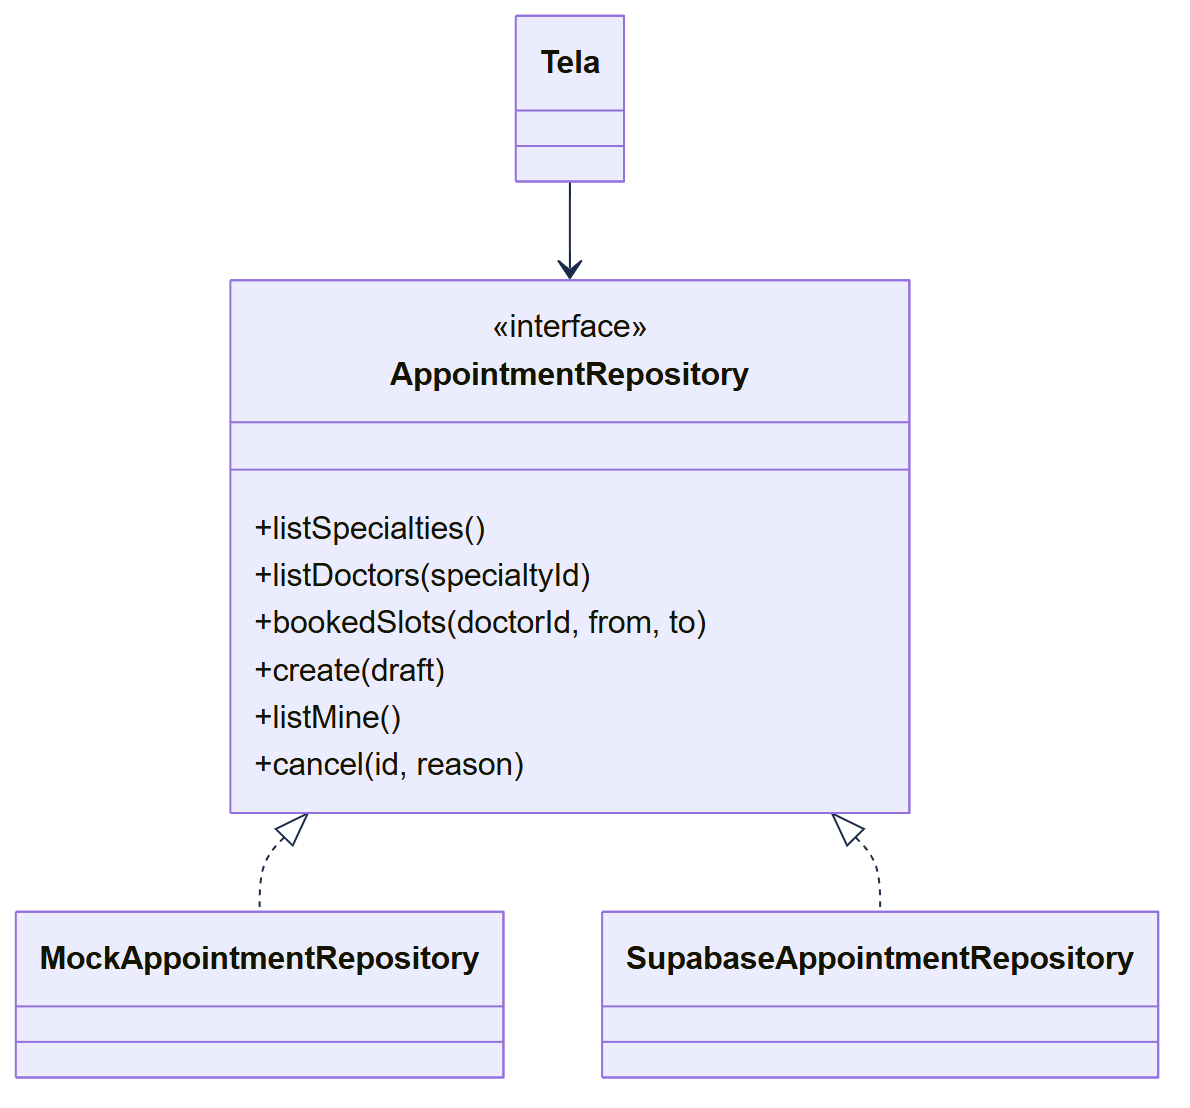 Tela
«interface»
AppointmentRepository
+listSpecialties()
+listDoctors(specialtyId)
+bookedSlots(doctorId, from, to)
+create(draft)
+listMine()
+cancel(id, reason)
MockAppointmentRepository
SupabaseAppointmentRepository